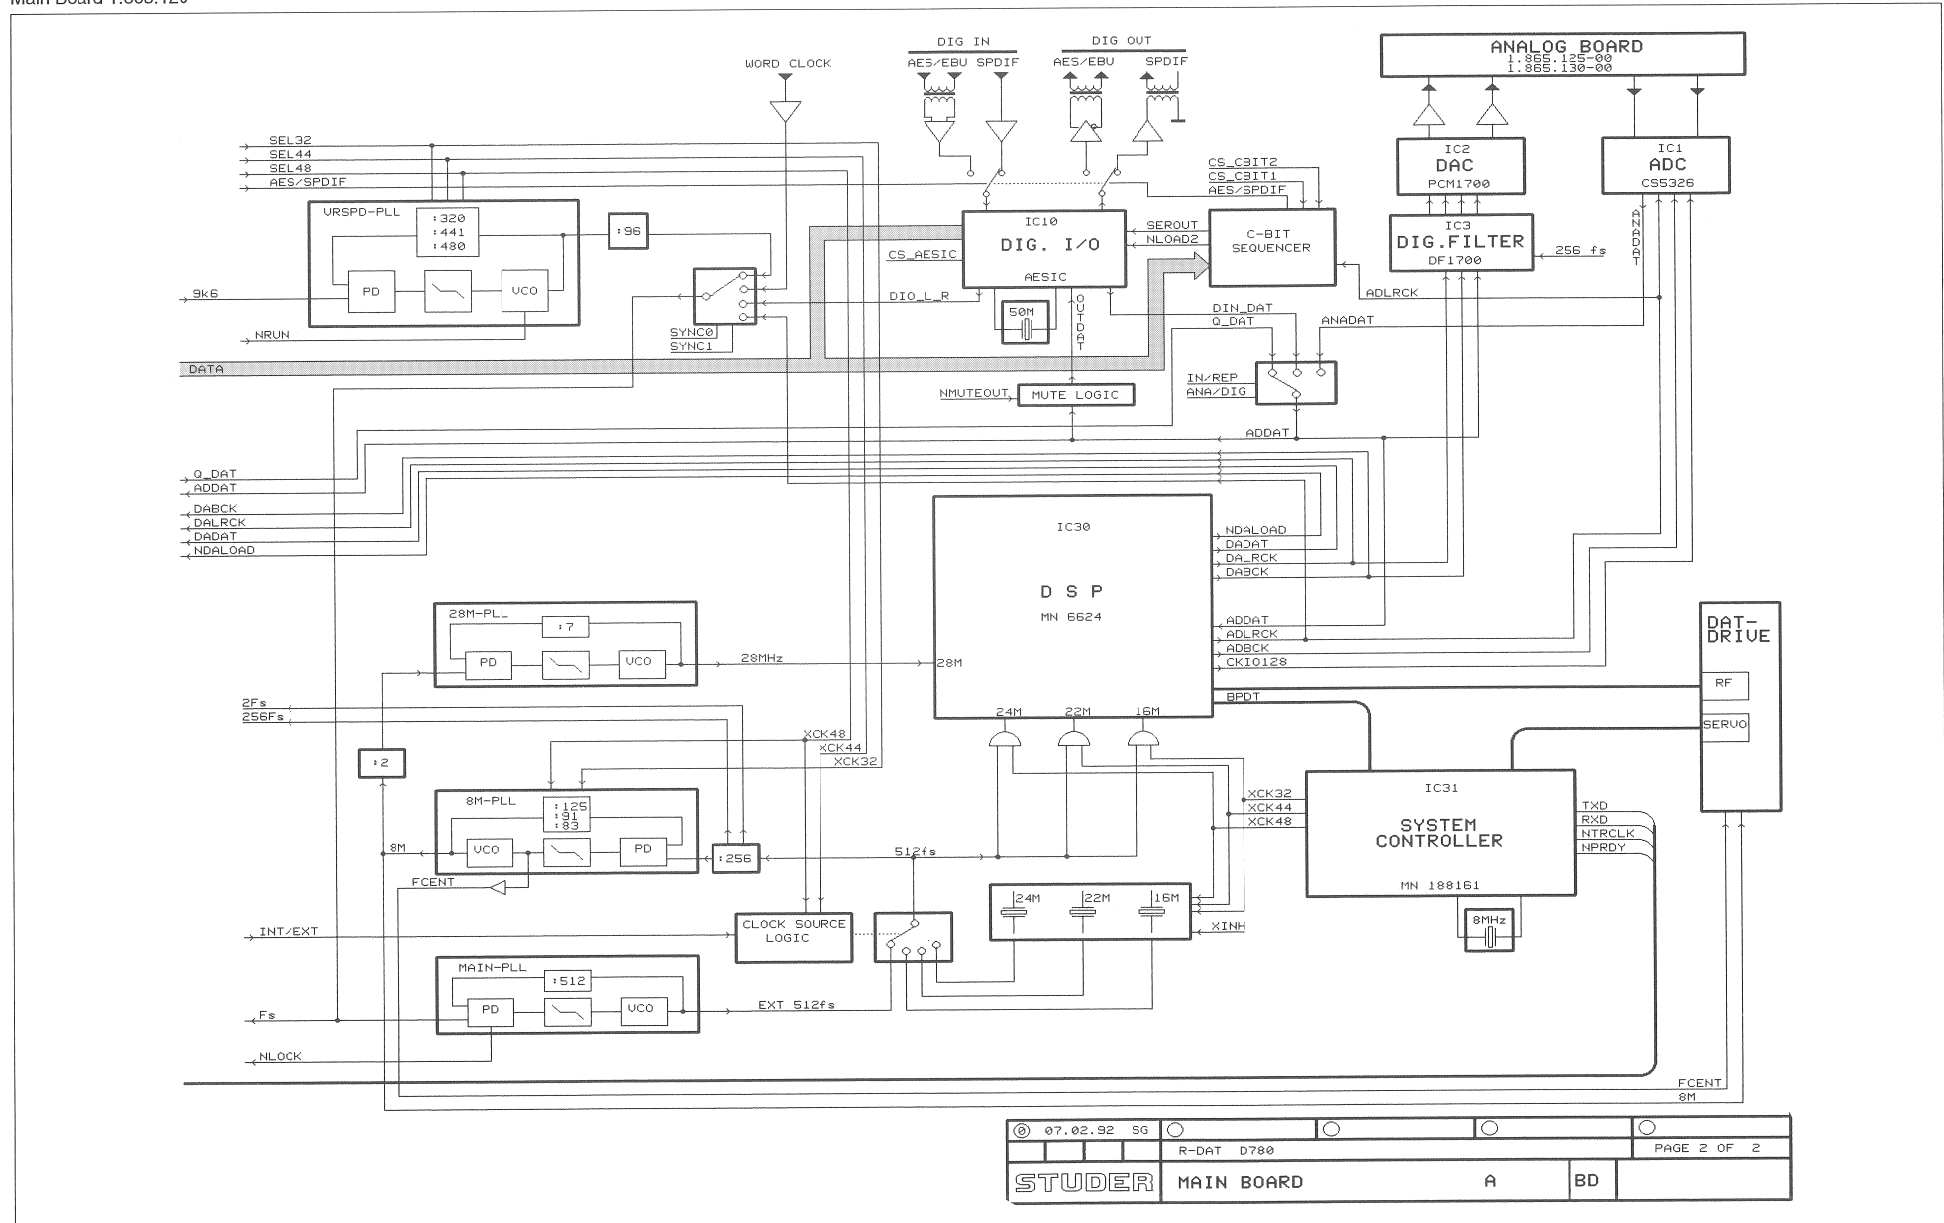 DIG IN
DIG OUT
ANALOG BOARD
1.865.125-00
1.865.130-00
WORD CLOCK
AES/EBU SPDIF
AES/EBU
SPDIF
SEL32
SEL44
SEL48
AES/SPDIF
CS_CBIT2
CS_CBIT1
AES/SPDIF
IC2
DAC
PCM1700
IC1
ADC
CS5326
VRSPD-PLL
:320
:441
:480
PD
VCO
:96
9k6
NRUN
IC10
DIG. I/O
AESIC
CS_AESIC
DIO_L_R
SEROUT
NLOAD2
C-BIT
SEQUENCER
IC3
DIG.FILTER
DF1700
256 fs
ANADAT
ADLRCK
50M
OUTDAT
DIN_DAT
Q_DAT
ANADAT
SYNC0
SYNC1
DATA
NMUTEOUT
MUTE LOGIC
IN/REP
ANA/DIG
ADDAT
Q_DAT
ADDAT
DABCK
DALRCK
DADAT
NDALOAD
IC30
D S P
MN 6624
28M
24M
22M
16M
NDALOAD
DADAT
DALRCK
DABCK
ADDAT
ADLRCK
ADBCK
CKIO128
BPDT
DAT-
DRIVE
RF
SERVO
28M-PLL
:7
PD
VCO
28MHz
2Fs
256Fs
:2
XCK48
XCK44
XCK32
8M-PLL
:125
:91
:83
VCO
PD
8M
FCENT
:256
512fs
XCK32
XCK44
XCK48
IC31
SYSTEM
CONTROLLER
MN 188161
TXD
RXD
NTRCLK
NPRDY
8MHz
24M
22M
16M
XINH
INT/EXT
CLOCK SOURCE
LOGIC
MAIN-PLL
:512
PD
VCO
EXT 512fs
Fs
NLOCK
FCENT
8M
0 07.02.92 SG
R-DAT D780
PAGE 2 OF 2
STUDER
MAIN BOARD
A
BD